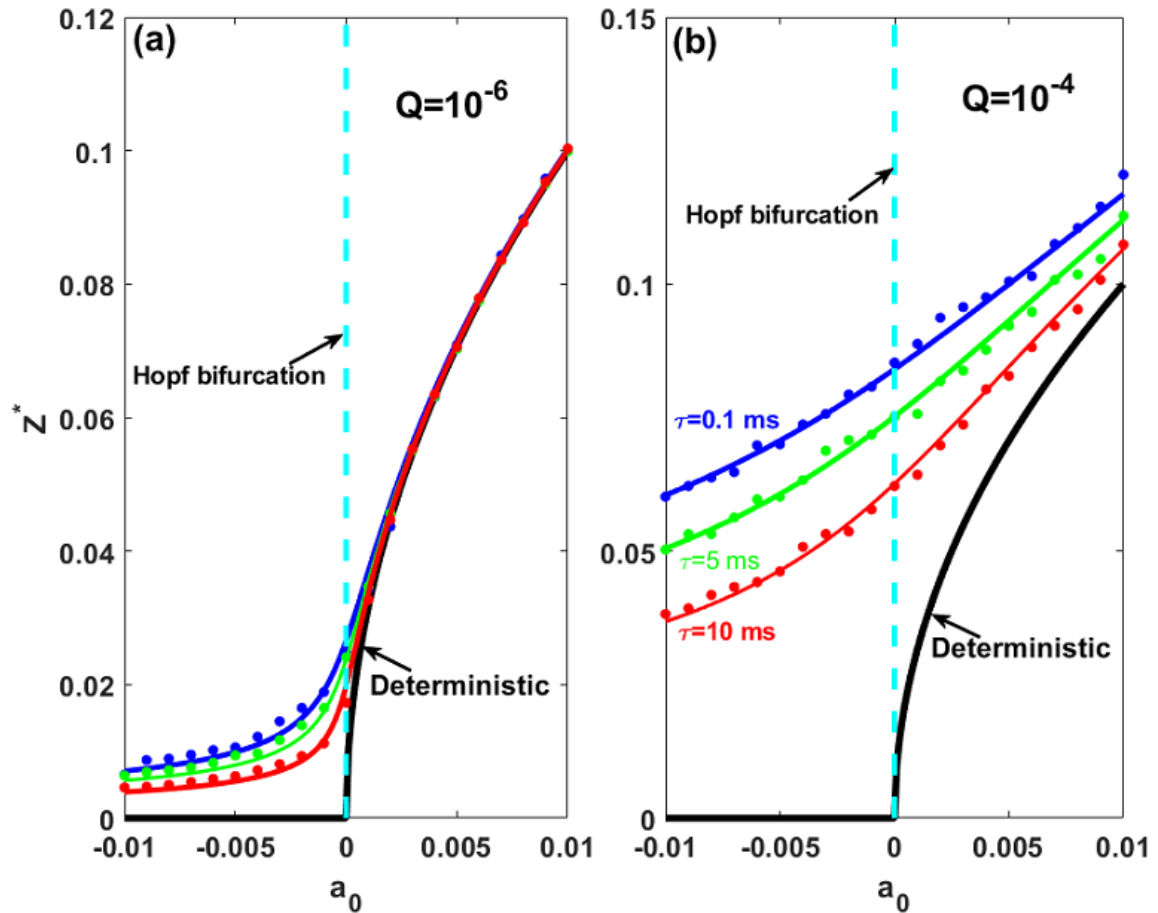 (a)
Q=10^-6
Hopf bifurcation
Deterministic
0.12
0.1
0.08
0.06
0.04
0.02
0
Z*
-0.01 -0.005 0 0.005 0.01
a₀
(b)
Q=10^-4
Hopf bifurcation
τ=0.1 ms
τ=5 ms
τ=10 ms
Deterministic
0.15
0.1
0.05
0
-0.01 -0.005 0 0.005 0.01
a₀